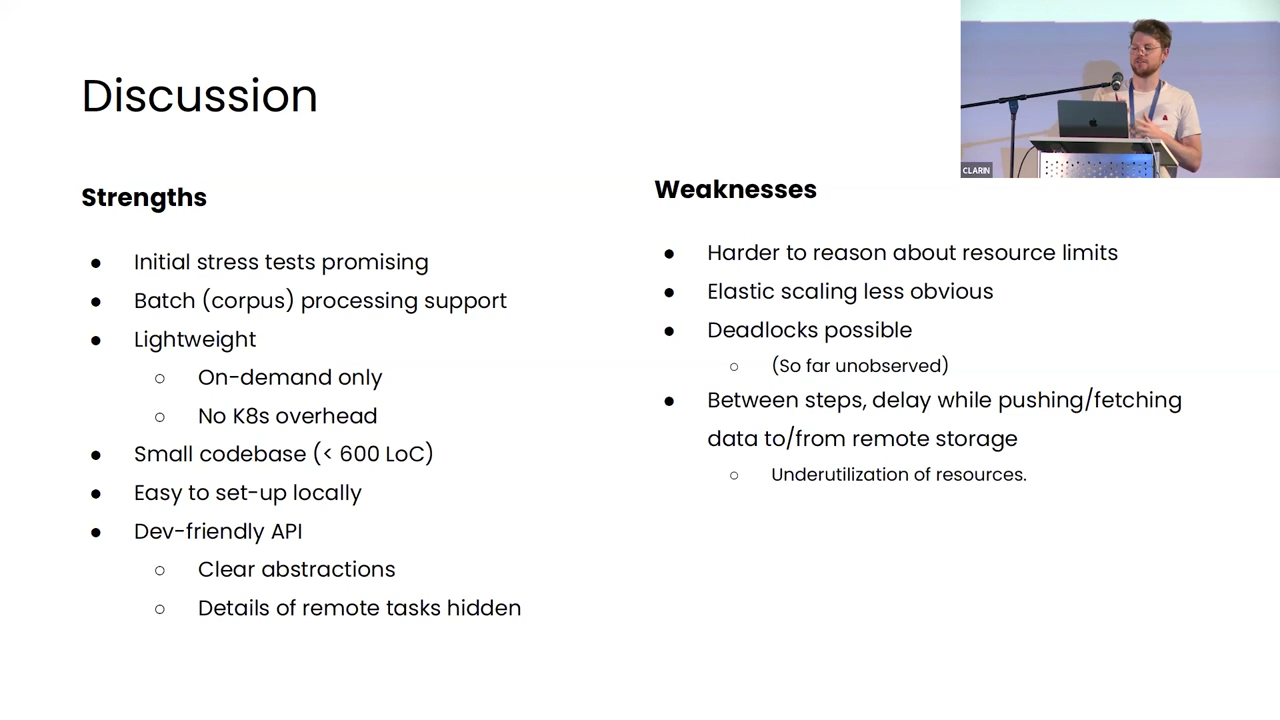 Discussion
Strengths
● Initial stress tests promising
● Batch (corpus) processing support
● Lightweight
○ On-demand only
○ No K8s overhead
● Small codebase (< 600 LoC)
● Easy to set-up locally
● Dev-friendly API
○ Clear abstractions
○ Details of remote tasks hidden
Weaknesses
● Harder to reason about resource limits
● Elastic scaling less obvious
● Deadlocks possible
○ (So far unobserved)
● Between steps, delay while pushing/fetching
data to/from remote storage
○ Underutilization of resources.
CLARIN